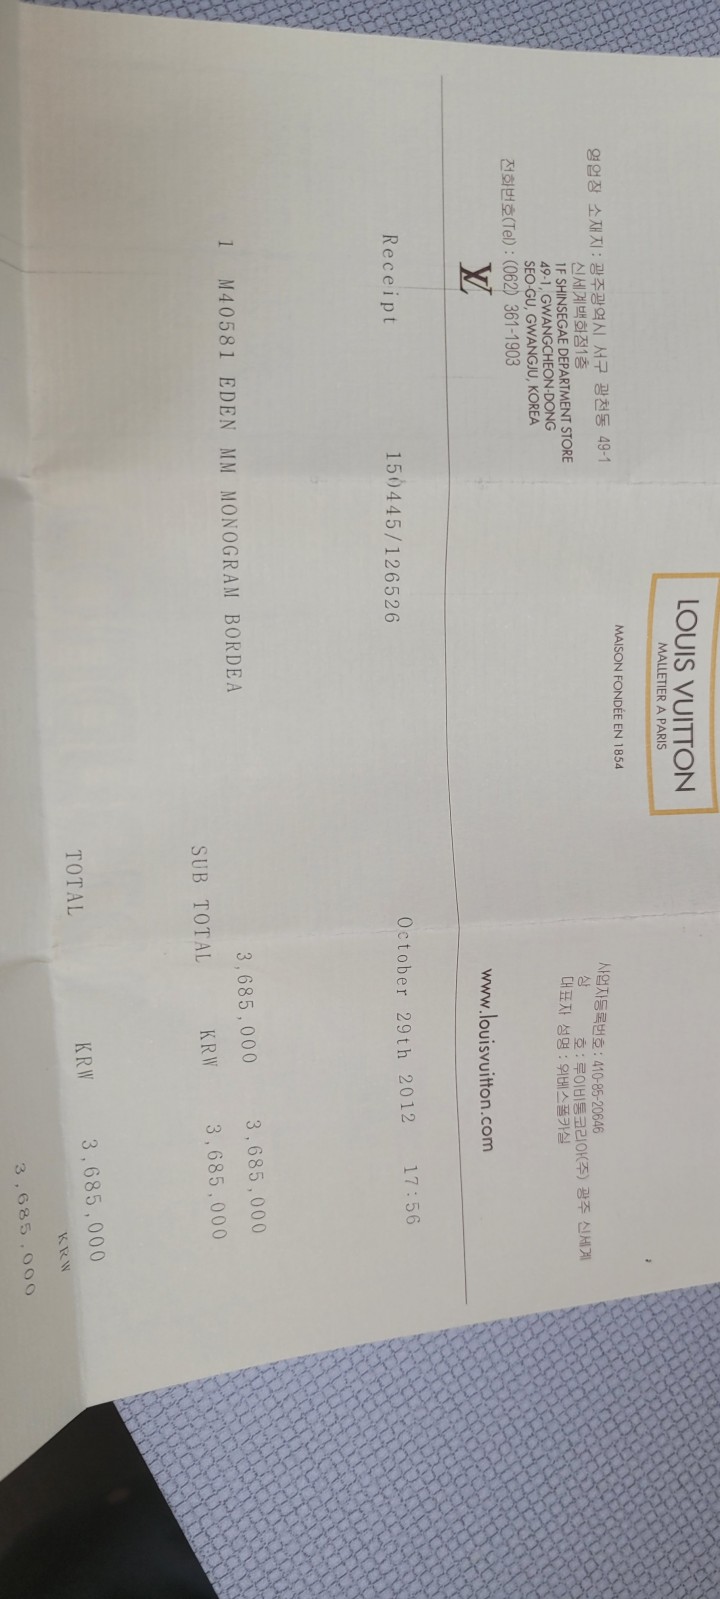 LOUIS VUITTON
MALLETIER A PARIS
MAISON FONDÉE EN 1854
영업장 소재지 : 광주광역시 서구 광천동 49-1
신세계백화점1층
1F SHINSEGAE DEPARTMENT STORE
49-1, GWANGCHEON-DONG
SEO-GU, GWANGJU, KOREA
전화번호(Tel) : (062) 361-1903
사업자등록번호 : 410-85-20646
상 호 : 루이비통코리아(주) 광주 신세계
대표자 성명 : 위베스풀카실
LV
www.louisvuitton.com
Receipt 150445/126526 October 29th 2012 17:56
1 M40581 EDEN MM MONOGRAM BORDEA 3,685,000 3,685,000
SUB TOTAL KRW 3,685,000
TOTAL KRW 3,685,000
KRW
3,685,000